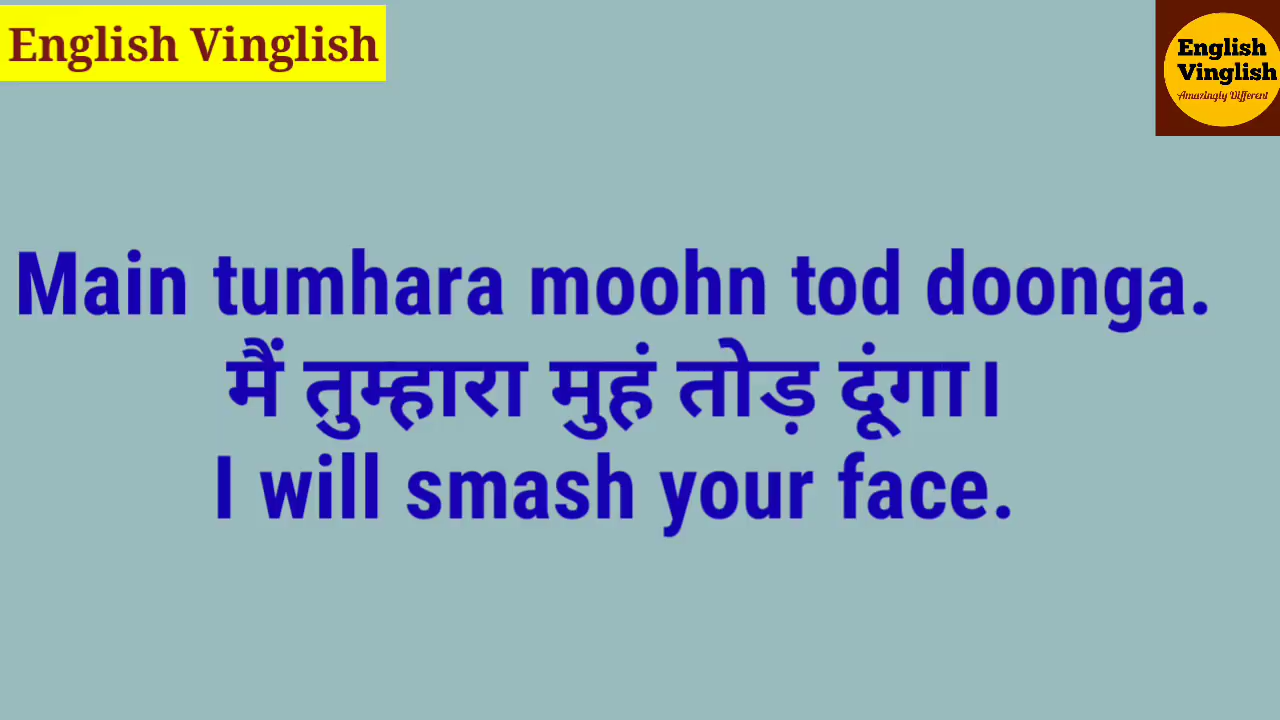 English Vinglish
English
Vinglish
Amazingly Different
Main tumhara moohn tod doonga.
मैं तुम्हारा मुहं तोड़ दूंगा।
I will smash your face.